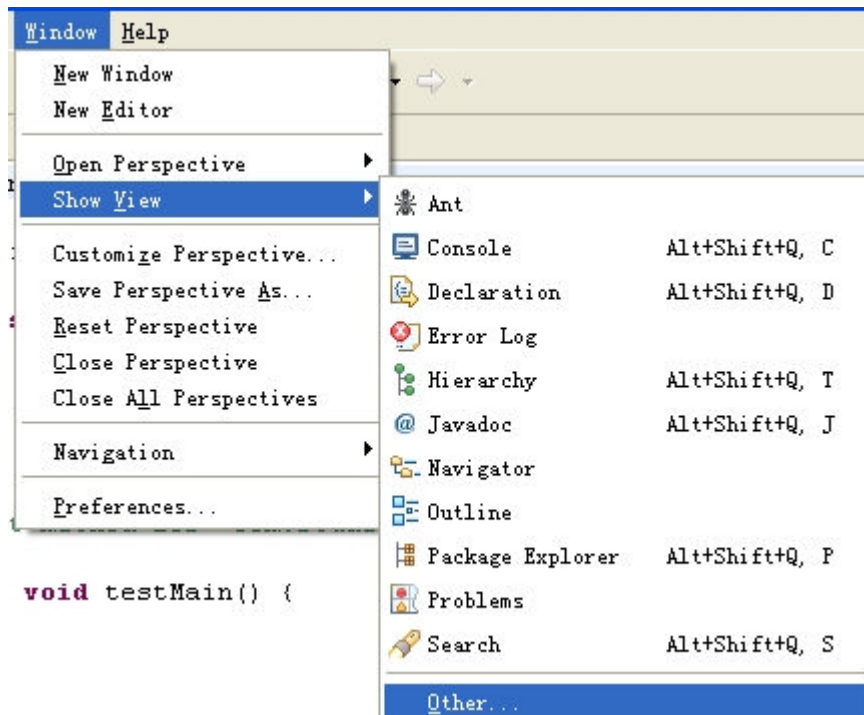 Window Help
New Window
New Editor
Open Perspective
Show View
Customize Perspective...
Save Perspective As...
Reset Perspective
Close Perspective
Close All Perspectives
Navigation
Preferences...
Ant
Console Alt+Shift+Q, C
Declaration Alt+Shift+Q, D
Error Log
Hierarchy Alt+Shift+Q, T
@ Javadoc Alt+Shift+Q, J
Navigator
Outline
Package Explorer Alt+Shift+Q, P
Problems
Search Alt+Shift+Q, S
Other...
void testMain() {